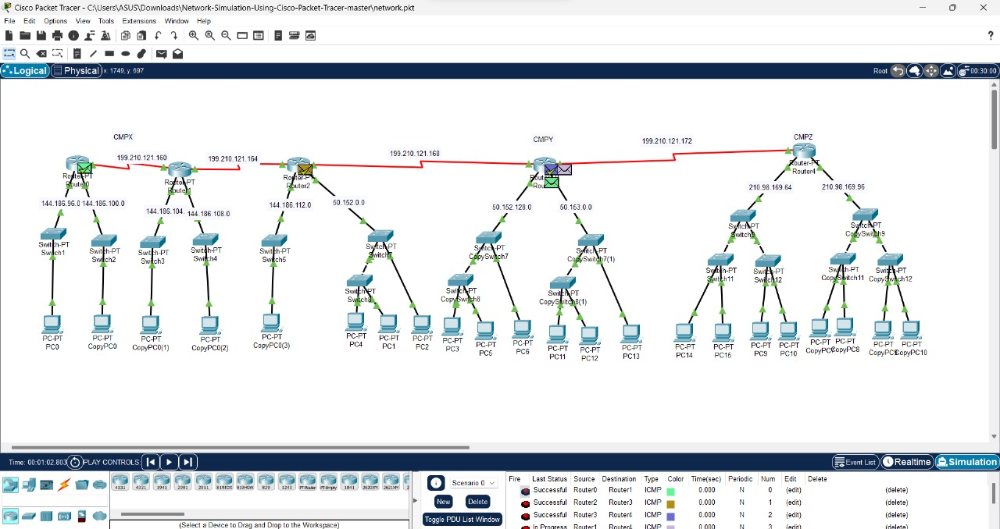 Cisco Packet Tracer - C:\Users\ASUS\Downloads\Network-Simulation-Using-Cisco-Packet-Tracer-master\network.pkt
File Edit Options View Tools Extensions Window Help
Logical Physical x: 1749, y: 697 Root 00:30:00
CMPX CMPY CMPZ
199.210.121.160 199.210.121.164 199.210.121.168 199.210.121.172
Router-PT Router0
Router-PT
Router-PT Router2
Router-PT Router4
144.186.96.0 144.186.100.0 144.186.104. 144.186.108.0 144.186.112.0 50.152.0.0 50.152.128.0 50.153.0.0 210.98.169.64 210.98.169.96
Switch-PT Switch1
Switch-PT Switch2
Switch-PT Switch3
Switch-PT Switch4
Switch-PT Switch5
Switch-PT Switch7
Switch-PT CopySwitch7
Switch-PT CopySwitch7(1)
Switch-PT
Switch-PT CopySwitch9
Switch-PT Switch8
Switch-PT CopySwitch8
Switch-PT CopySwitch8(1)
Switch-PT Switch11
Switch-PT Switch12
Switch-PT CopySwitch11
Switch-PT CopySwitch12
PC-PT PC0
PC-PT CopyPC0
PC-PT CopyPC0(1)
PC-PT CopyPC0(2)
PC-PT CopyPC0(3)
PC-PT PC4
PC-PT PC1
PC-PT PC2
PC-PT PC3
PC-PT PC5
PC-PT PC6
PC-PT PC11
PC-PT PC12
PC-PT PC13
PC-PT PC14
PC-PT PC15
PC-PT PC9
PC-PT PC10
PC-PT
PC-PT CopyPC8
PC-PT
PC-PT CopyPC10
Time: 00:01:02.803 PLAY CONTROLS: Event List Realtime Simulation
4331 4321 1941 2901 2911 819IOX 819HGW 829 1240 PT-Router PT-Empty 1841 2620XM 2621XM
(Select a Device to Drag and Drop to the Workspace)
Scenario 0
New Delete
Toggle PDU List Window
Fire Last Status Source Destination Type Color Time(sec) Periodic Num Edit Delete
Successful Router0 Router1 ICMP 0.000 N 0 (edit) (delete)
Successful Router2 Router3 ICMP 0.000 N 1 (edit) (delete)
Successful Router3 Router4 ICMP 0.000 N 2 (edit) (delete)
In Progress Router1 Router4 ICMP 0.000 N 3 (edit) (delete)